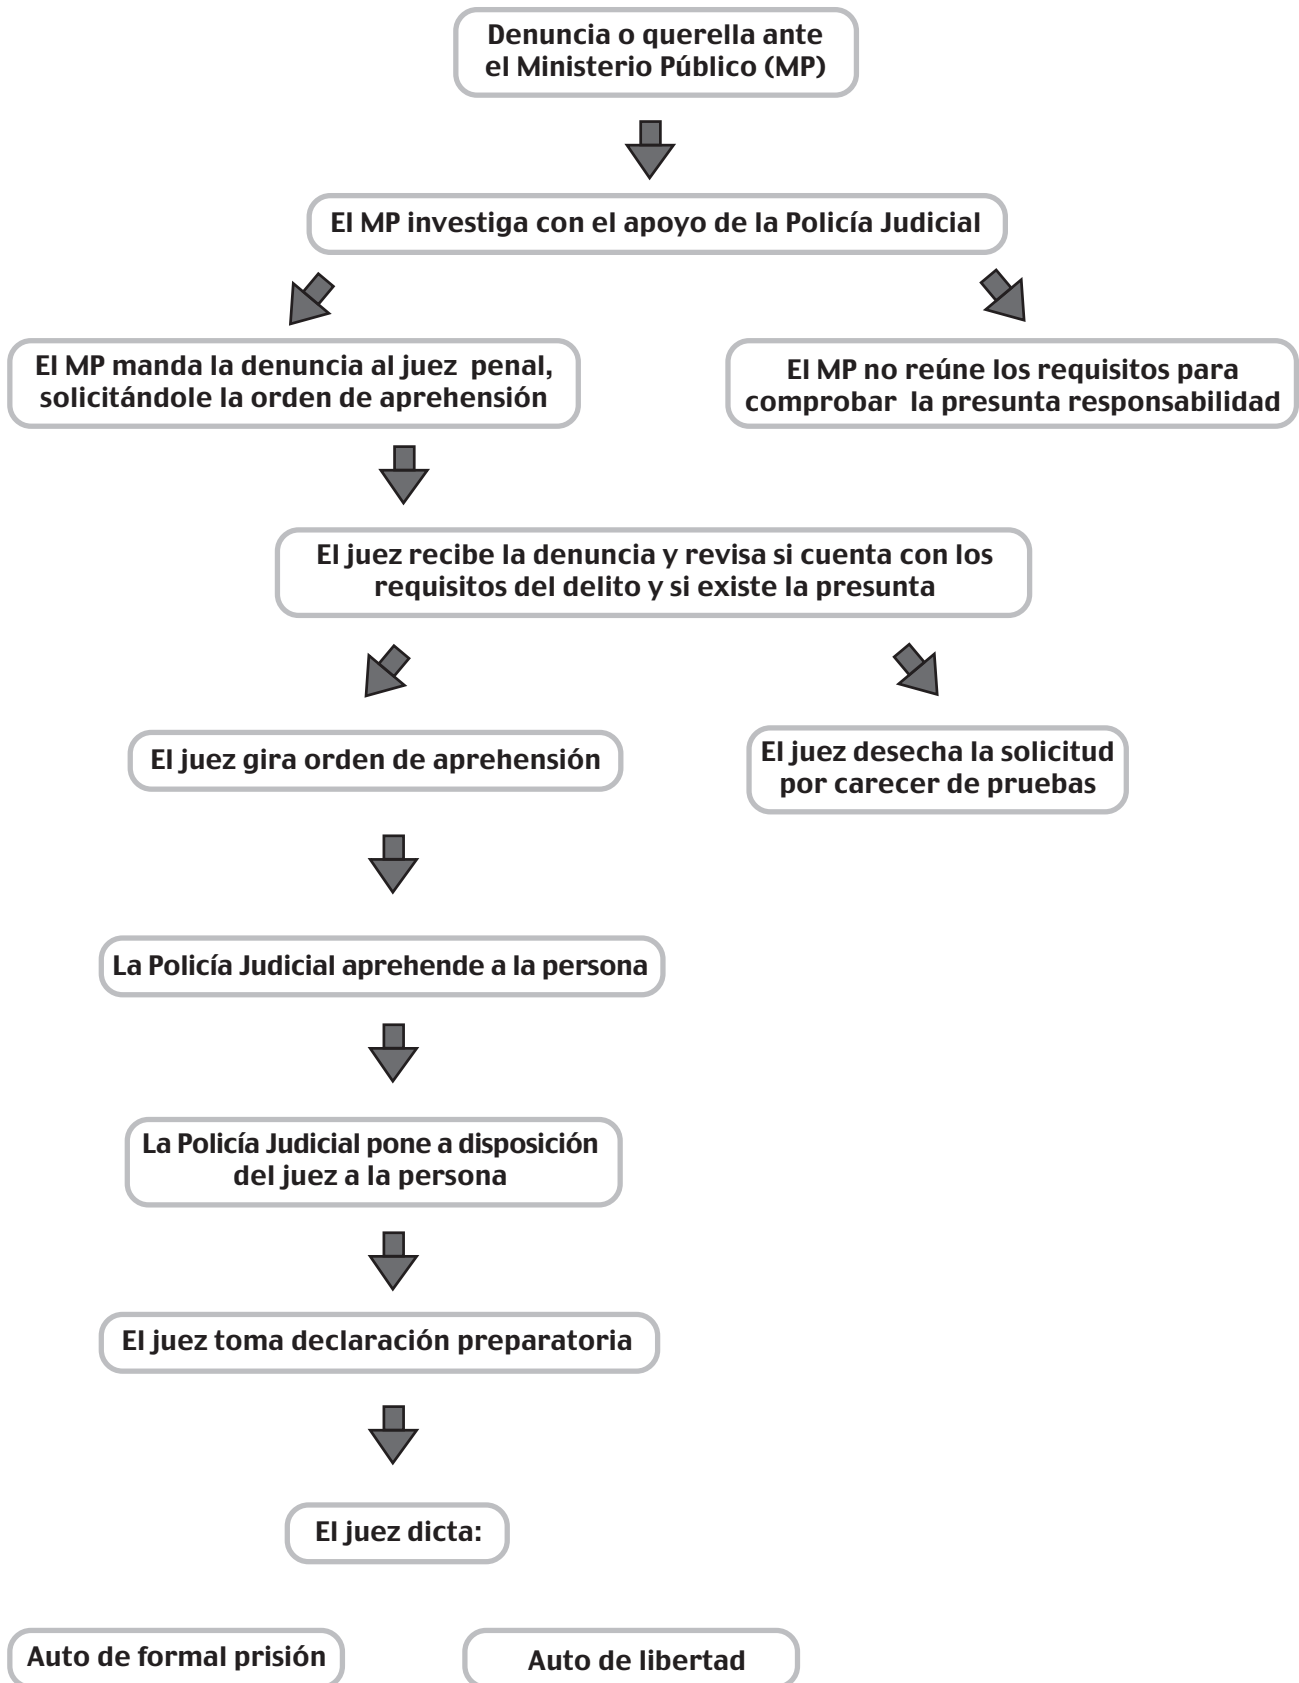 Denuncia o querella ante
el Ministerio Público (MP)
El MP investiga con el apoyo de la Policía Judicial
El MP manda la denuncia al juez penal,
solicitándole la orden de aprehensión
El MP no reúne los requisitos para
comprobar la presunta responsabilidad
El juez recibe la denuncia y revisa si cuenta con los
requisitos del delito y si existe la presunta
El juez gira orden de aprehensión
El juez desecha la solicitud
por carecer de pruebas
La Policía Judicial aprehende a la persona
La Policía Judicial pone a disposición
del juez a la persona
El juez toma declaración preparatoria
El juez dicta:
Auto de formal prisión
Auto de libertad